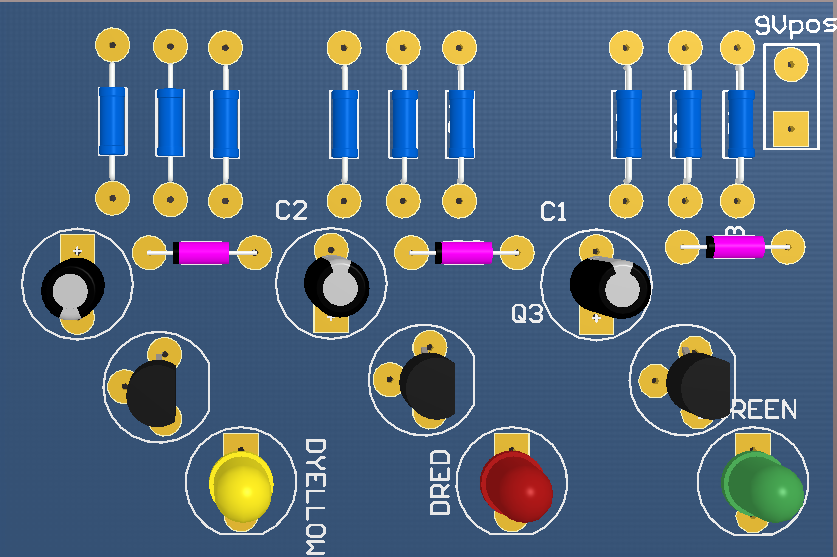 9Vpos
C2
C1
Q3
REEN
DYELLOW
DRED